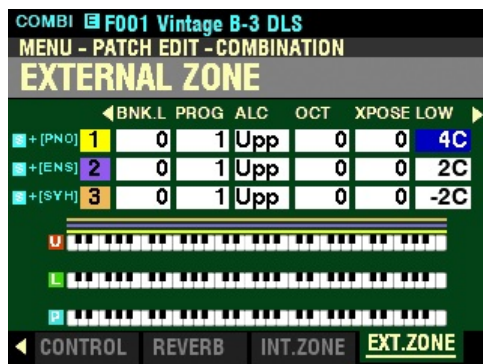 COMBI E F001 Vintage B-3 DLS
MENU - PATCH EDIT - COMBINATION
EXTERNAL ZONE
BNK.L PROG ALC OCT XPOSE LOW
S + [PNO] 1 0 1 Upp 0 0 4C
S + [ENS] 2 0 1 Upp 0 0 2C
S + [SYH] 3 0 1 Upp 0 0 -2C
U
L
P
CONTROL REVERB INT.ZONE EXT.ZONE